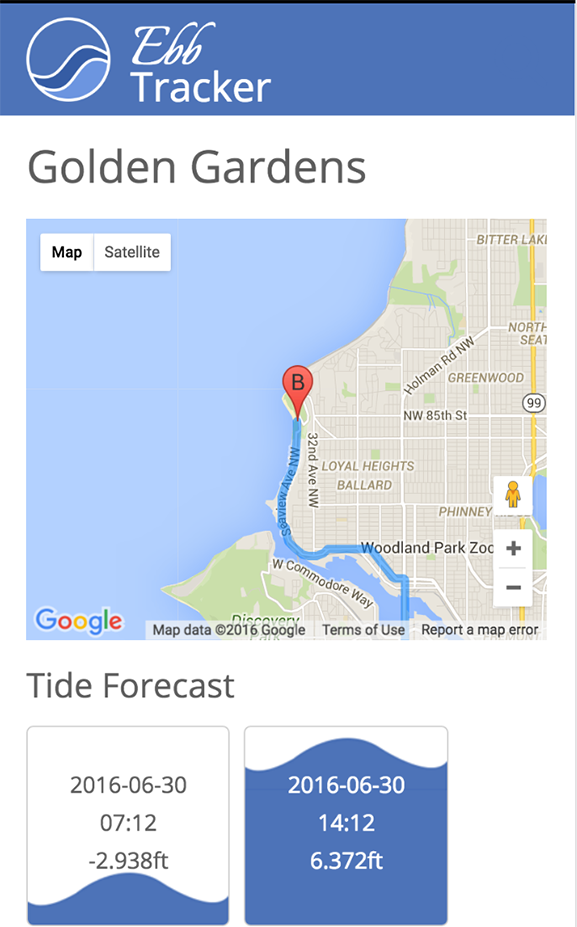 Ebb
Tracker
Golden Gardens
Map
Satellite
BITTER LAK
NORTH
SEAT
Holman Rd NW
GREENWOOD
99
B
NW 85th St
32nd Ave NW
LOYAL HEIGHTS
BALLARD
Seaview Ave NW
PHINNEY
Woodland Park Zoo
W Commodore Way
Discovery
Google
Map data ©2016 Google
Terms of Use
Report a map error
Tide Forecast
2016-06-30
07:12
-2.938ft
2016-06-30
14:12
6.372ft